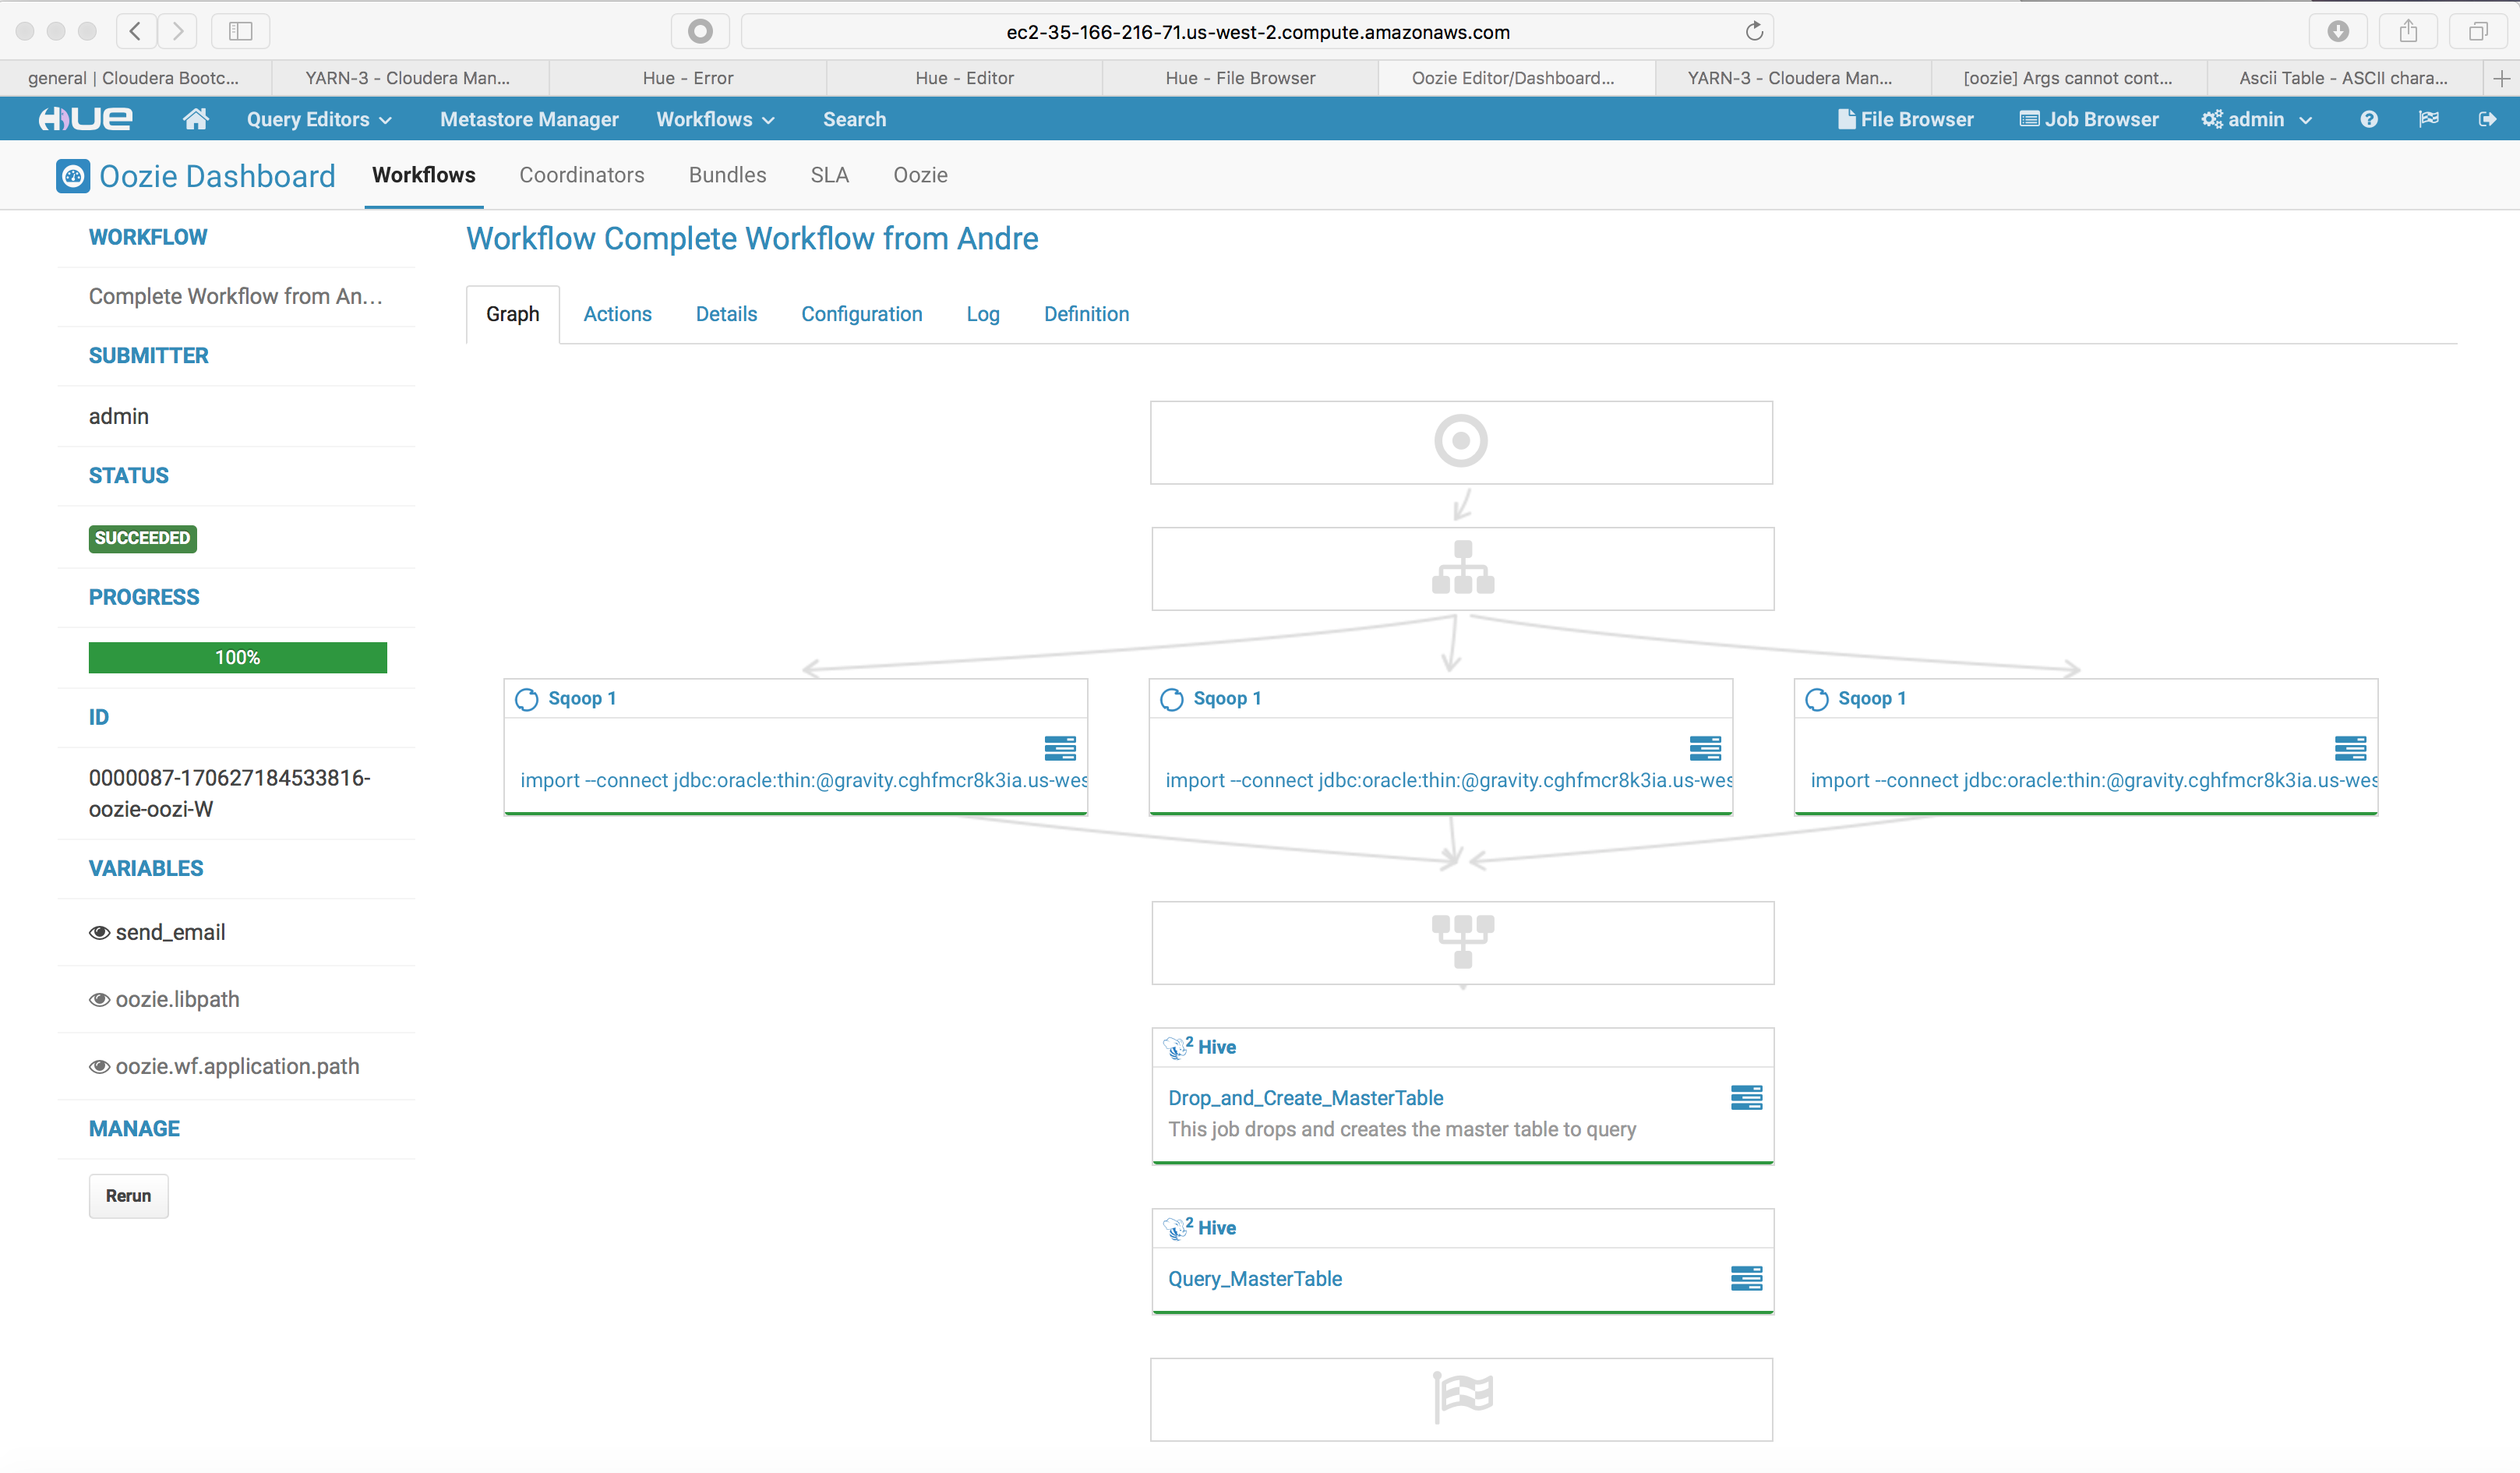 ec2-35-166-216-71.us-west-2.compute.amazonaws.com
general | Cloudera Bootc...
YARN-3 - Cloudera Man...
Hue - Error
Hue - Editor
Hue - File Browser
Oozie Editor/Dashboard...
YARN-3 - Cloudera Man...
[oozie] Args cannot cont...
Ascii Table - ASCII chara...
HUE
Query Editors
Metastore Manager
Workflows
Search
File Browser
Job Browser
admin
Oozie Dashboard
Workflows
Coordinators
Bundles
SLA
Oozie
WORKFLOW
Complete Workflow from An...
SUBMITTER
admin
STATUS
SUCCEEDED
PROGRESS
100%
ID
0000087-170627184533816-
oozie-oozi-W
VARIABLES
send_email
oozie.libpath
oozie.wf.application.path
MANAGE
Rerun
Workflow Complete Workflow from Andre
Graph
Actions
Details
Configuration
Log
Definition
Sqoop 1
import --connect jdbc:oracle:thin:@gravity.cghfmcr8k3ia.us-wes
Sqoop 1
import --connect jdbc:oracle:thin:@gravity.cghfmcr8k3ia.us-wes
Sqoop 1
import --connect jdbc:oracle:thin:@gravity.cghfmcr8k3ia.us-wes
2 Hive
Drop_and_Create_MasterTable
This job drops and creates the master table to query
2 Hive
Query_MasterTable